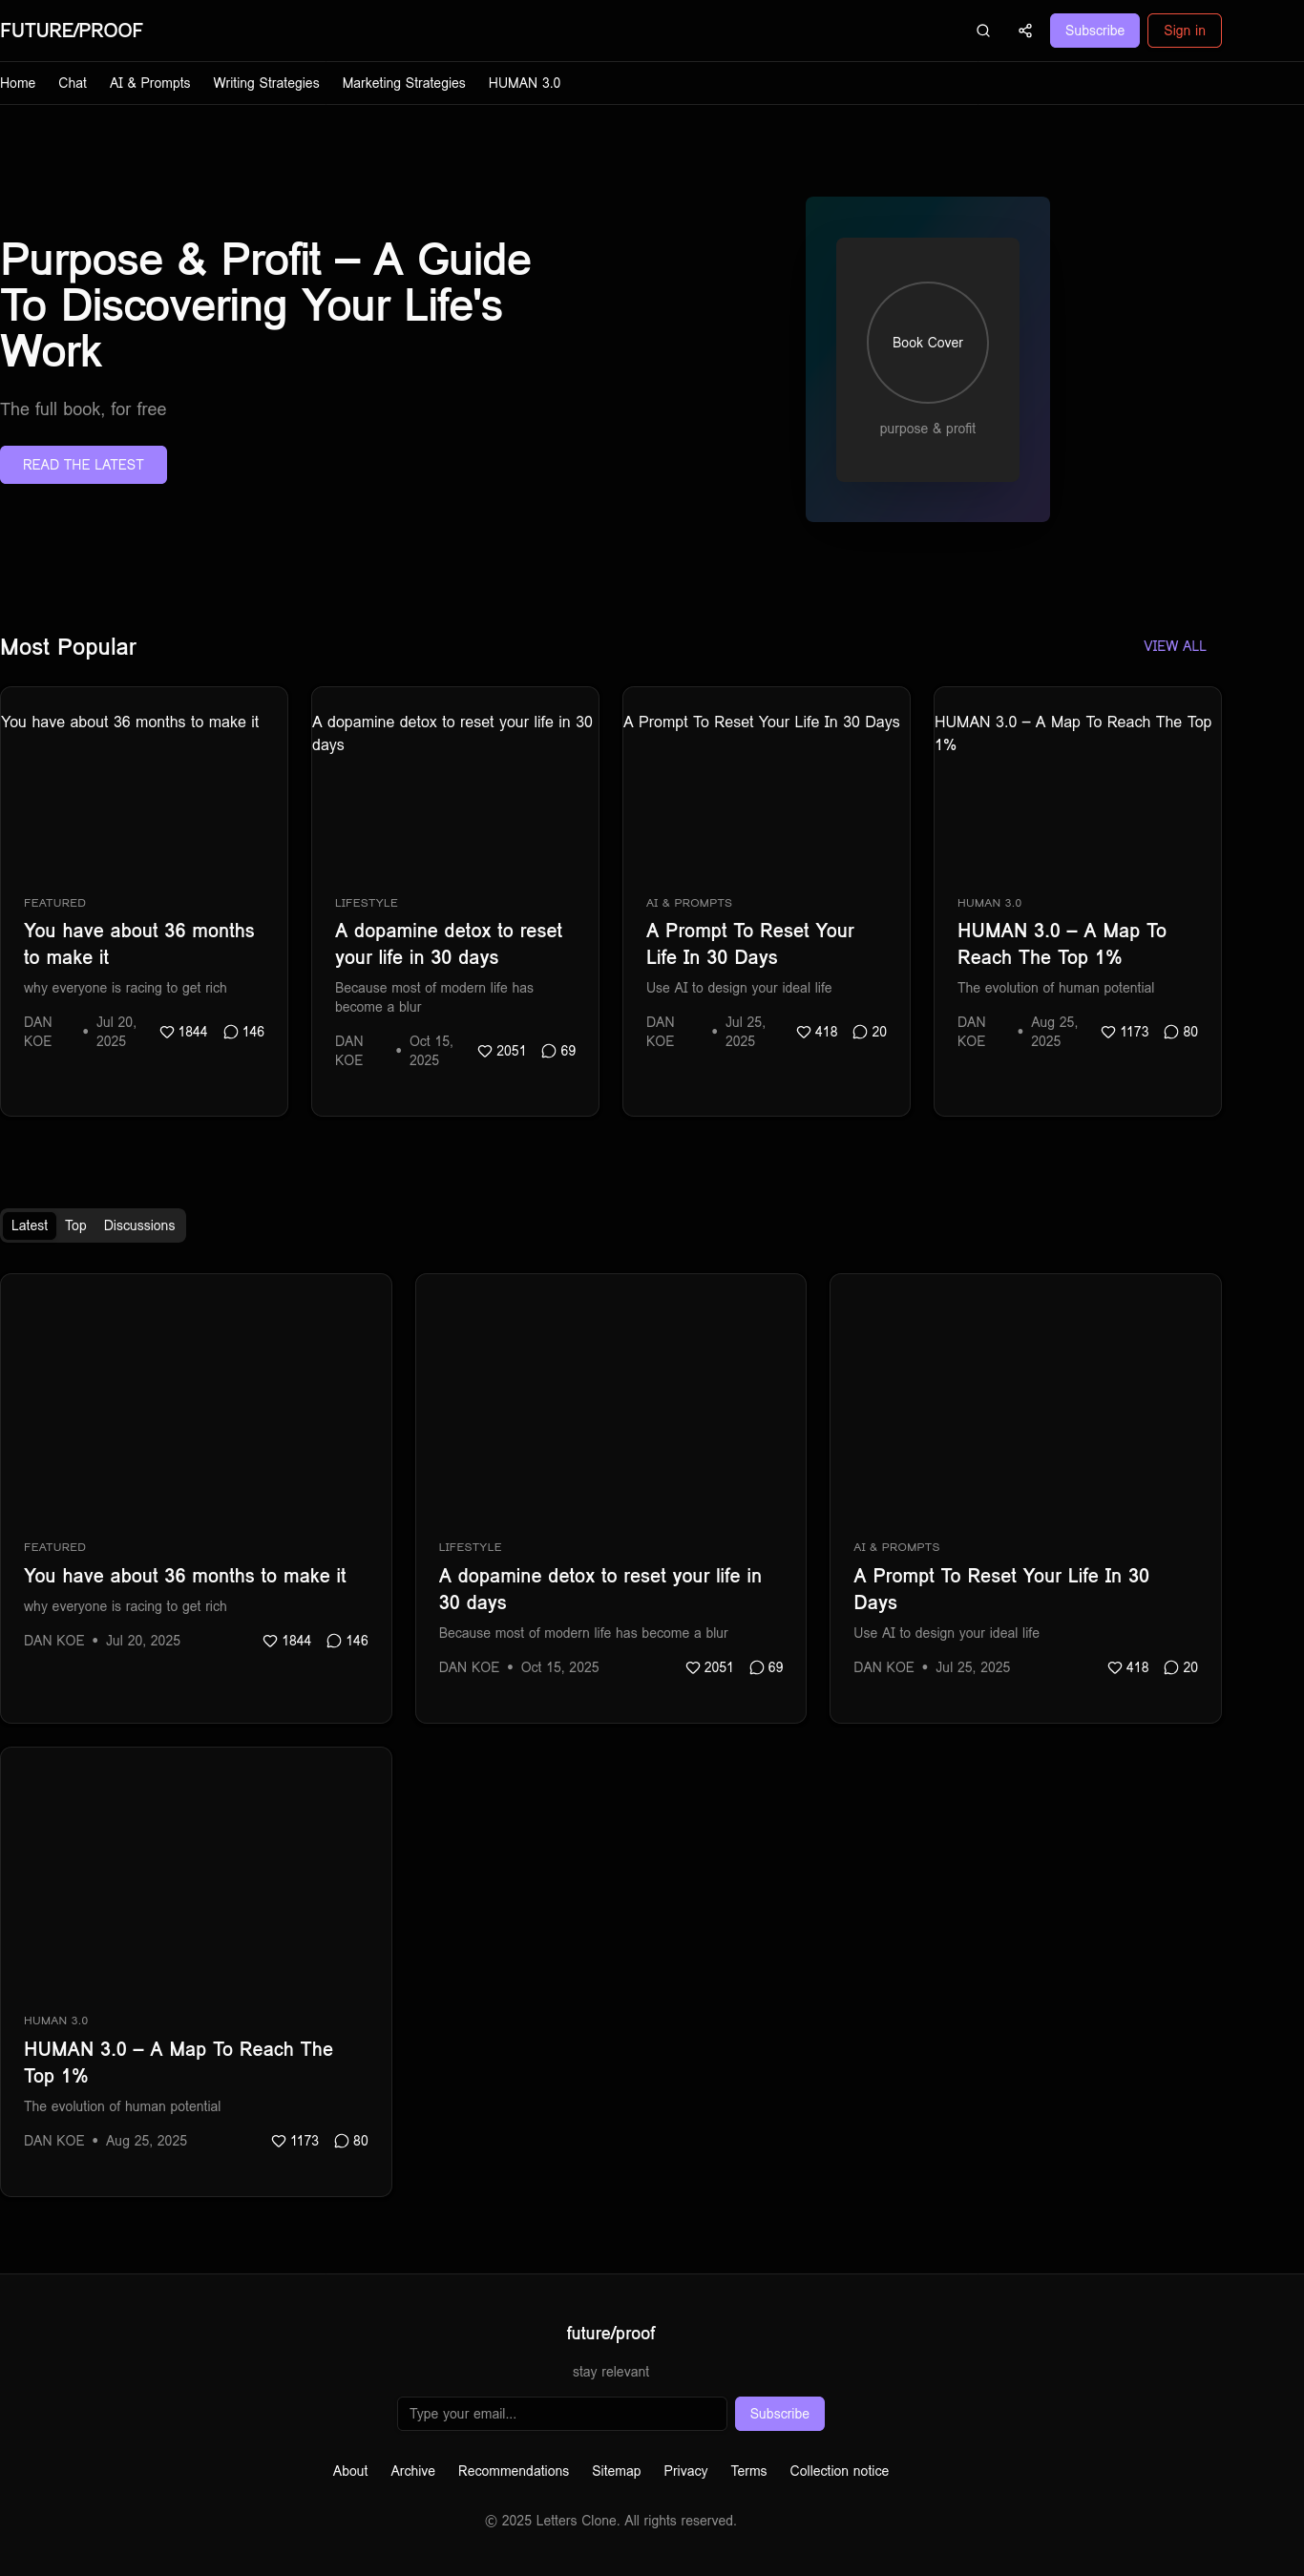 FUTURE/PROOF
Subscribe
Sign in
Home Chat AI & Prompts Writing Strategies Marketing Strategies HUMAN 3.0
Purpose & Profit – A Guide
To Discovering Your Life's
Work
The full book, for free
READ THE LATEST
Book Cover
purpose & profit
Most Popular
VIEW ALL
You have about 36 months to make it
FEATURED
You have about 36 months
to make it
why everyone is racing to get rich
DAN
KOE
•
Jul 20,
2025
1844
146
A dopamine detox to reset your life in 30
days
LIFESTYLE
A dopamine detox to reset
your life in 30 days
Because most of modern life has
become a blur
DAN
KOE
•
Oct 15,
2025
2051
69
A Prompt To Reset Your Life In 30 Days
AI & PROMPTS
A Prompt To Reset Your
Life In 30 Days
Use AI to design your ideal life
DAN
KOE
•
Jul 25,
2025
418
20
HUMAN 3.0 – A Map To Reach The Top
1%
HUMAN 3.0
HUMAN 3.0 – A Map To
Reach The Top 1%
The evolution of human potential
DAN
KOE
•
Aug 25,
2025
1173
80
Latest Top Discussions
FEATURED
You have about 36 months to make it
why everyone is racing to get rich
DAN KOE • Jul 20, 2025 1844 146
LIFESTYLE
A dopamine detox to reset your life in
30 days
Because most of modern life has become a blur
DAN KOE • Oct 15, 2025 2051 69
AI & PROMPTS
A Prompt To Reset Your Life In 30
Days
Use AI to design your ideal life
DAN KOE • Jul 25, 2025 418 20
HUMAN 3.0
HUMAN 3.0 – A Map To Reach The
Top 1%
The evolution of human potential
DAN KOE • Aug 25, 2025 1173 80
future/proof
stay relevant
Type your email...
Subscribe
About Archive Recommendations Sitemap Privacy Terms Collection notice
© 2025 Letters Clone. All rights reserved.